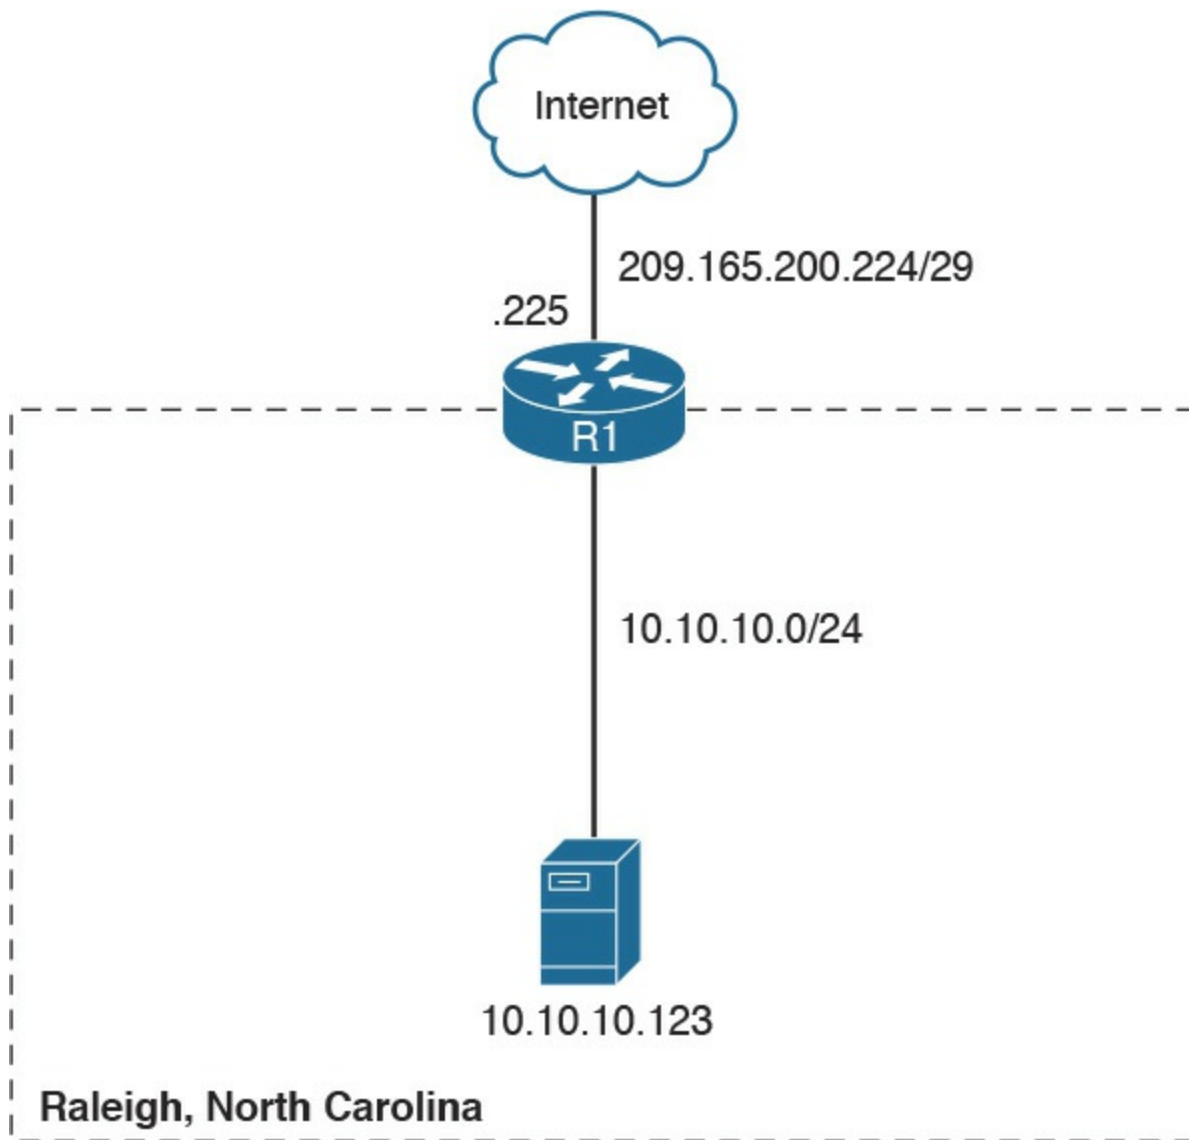 Internet
209.165.200.224/29
.225
R1
10.10.10.0/24
10.10.10.123
Raleigh, North Carolina